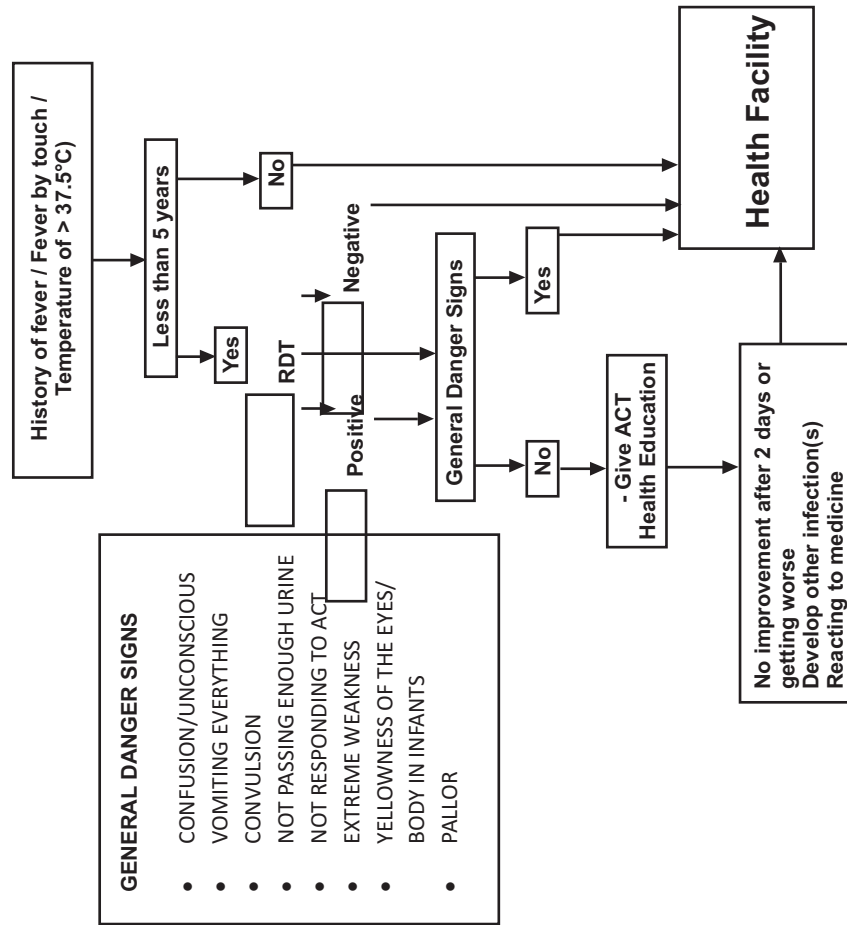 History of fever / Fever by touch /
Temperature of > 37.5°C)
Less than 5 years
Yes
No
RDT
Positive
Negative
General Danger Signs
No
Yes
- Give ACT
Health Education
No improvement after 2 days or
getting worse
Develop other infection(s)
Reacting to medicine
Health Facility
GENERAL DANGER SIGNS
• CONFUSION/UNCONSCIOUS
• VOMITING EVERYTHING
• CONVULSION
• NOT PASSING ENOUGH URINE
• NOT RESPONDING TO ACT
• EXTREME WEAKNESS
• YELLOWNESS OF THE EYES/
BODY IN INFANTS
• PALLOR